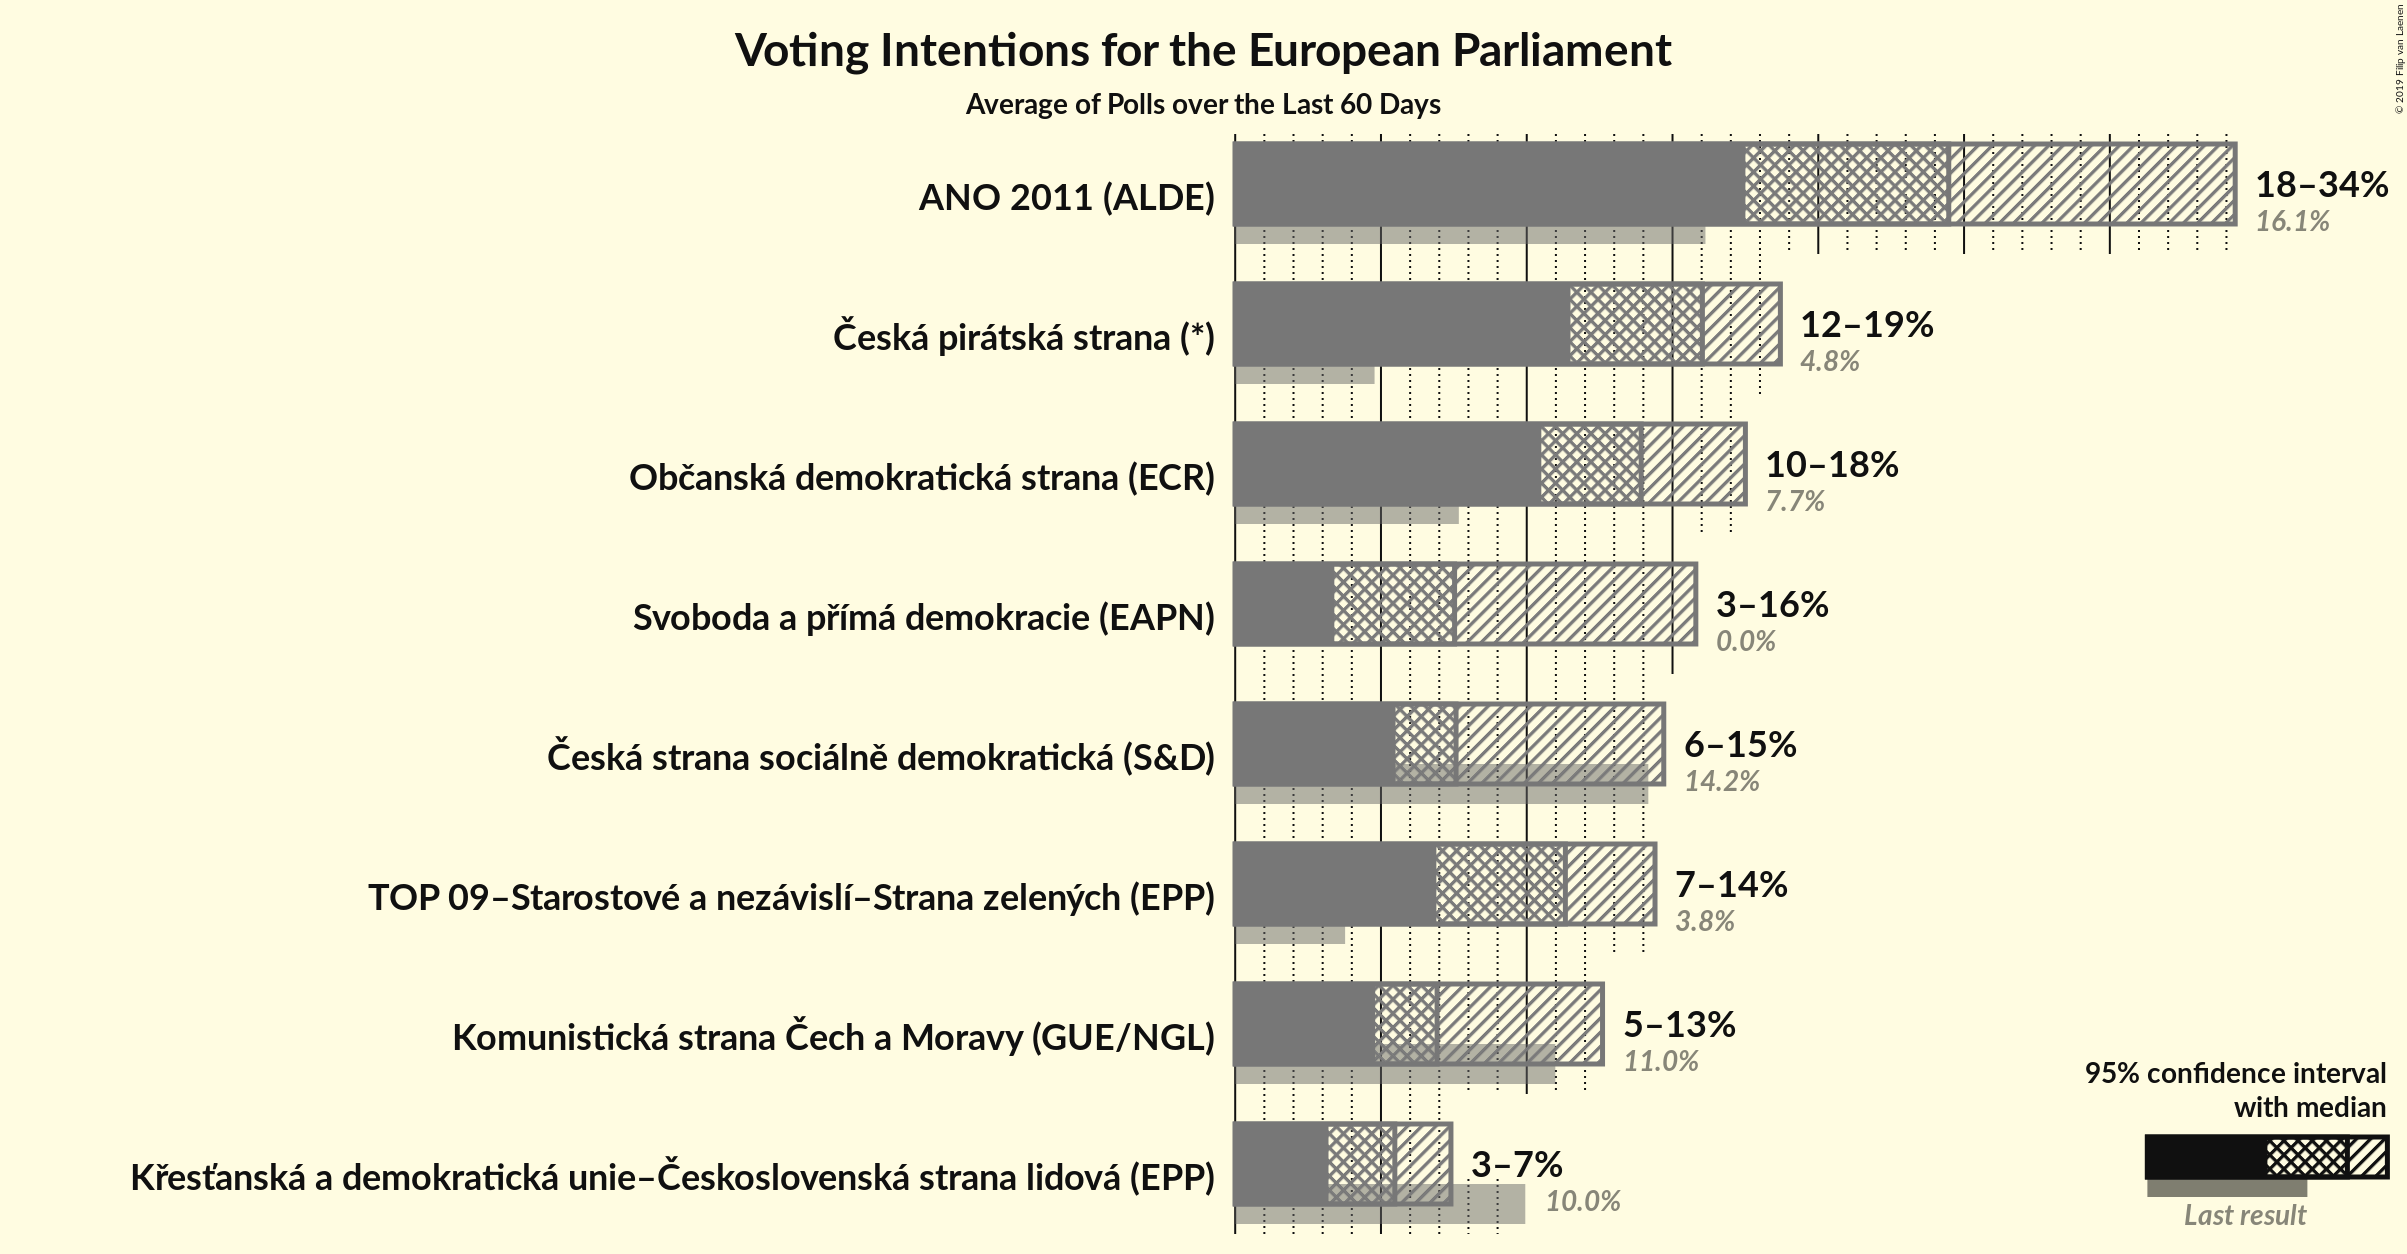 Voting Intentions for the European Parliament
Average of Polls over the Last 60 Days
© 2019 Filip van Laenen
ANO 2011 (ALDE)
18–34%
16.1%
Česká pirátská strana (*)
12–19%
4.8%
Občanská demokratická strana (ECR)
10–18%
7.7%
Svoboda a přímá demokracie (EAPN)
3–16%
0.0%
Česká strana sociálně demokratická (S&D)
6–15%
14.2%
TOP 09–Starostové a nezávislí–Strana zelených (EPP)
7–14%
3.8%
Komunistická strana Čech a Moravy (GUE/NGL)
5–13%
11.0%
Křesťanská a demokratická unie–Československá strana lidová (EPP)
3–7%
10.0%
95% confidence interval
with median
Last result